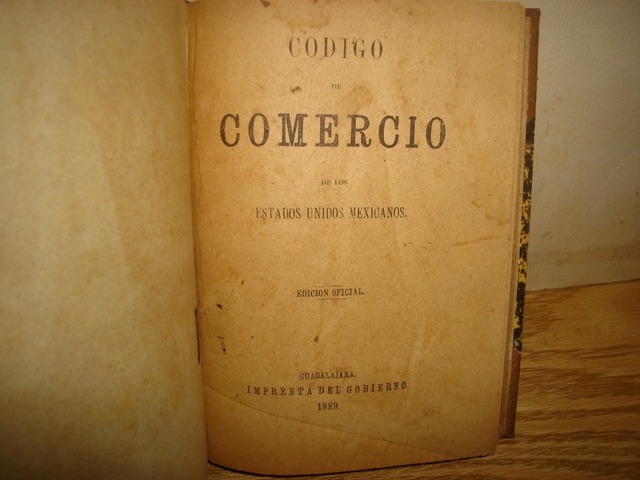 CODIGO
DE
COMERCIO
DE LOS
ESTADOS UNIDOS MEXICANOS.
EDICION OFICIAL.
GUADALAJARA.
IMPRENTA DEL GOBIERNO
1889